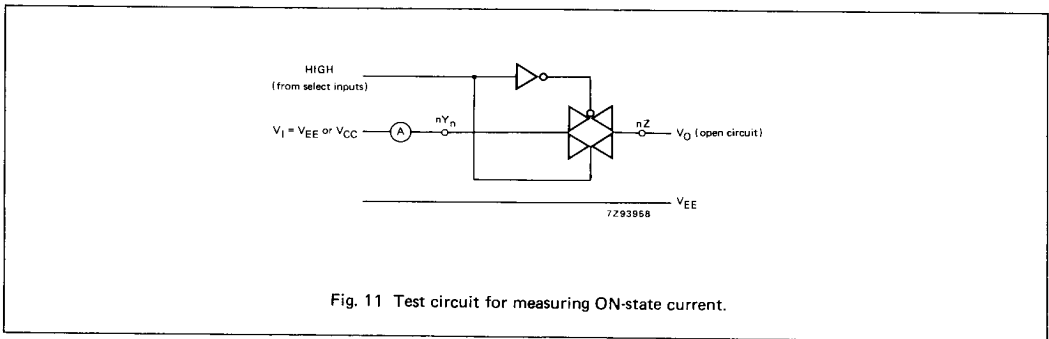 HIGH
(from select inputs)
V_I = V_EE or V_CC
A
nY_n
nZ
V_O (open circuit)
V_EE
7Z93968
Fig. 11 Test circuit for measuring ON-state current.